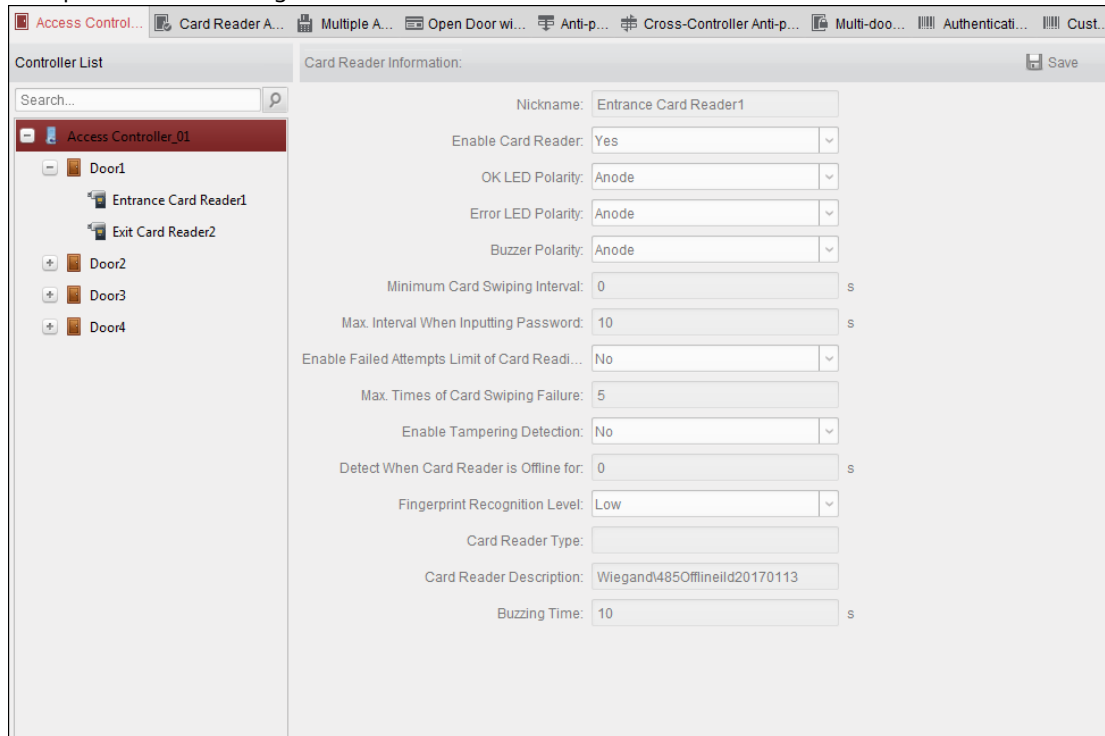 Access Control... Card Reader A... Multiple A... Open Door wi... Anti-p... Cross-Controller Anti-p... Multi-doo... Authenticati... Cust...
Controller List
Search...
Access Controller_01
Door1
Entrance Card Reader1
Exit Card Reader2
Door2
Door3
Door4
Card Reader Information: Save
Nickname: Entrance Card Reader1
Enable Card Reader: Yes
OK LED Polarity: Anode
Error LED Polarity: Anode
Buzzer Polarity: Anode
Minimum Card Swiping Interval: 0 s
Max. Interval When Inputting Password: 10 s
Enable Failed Attempts Limit of Card Readi... No
Max. Times of Card Swiping Failure: 5
Enable Tampering Detection: No
Detect When Card Reader is Offline for: 0 s
Fingerprint Recognition Level: Low
Card Reader Type:
Card Reader Description: Wiegand\485Offlineild20170113
Buzzing Time: 10 s